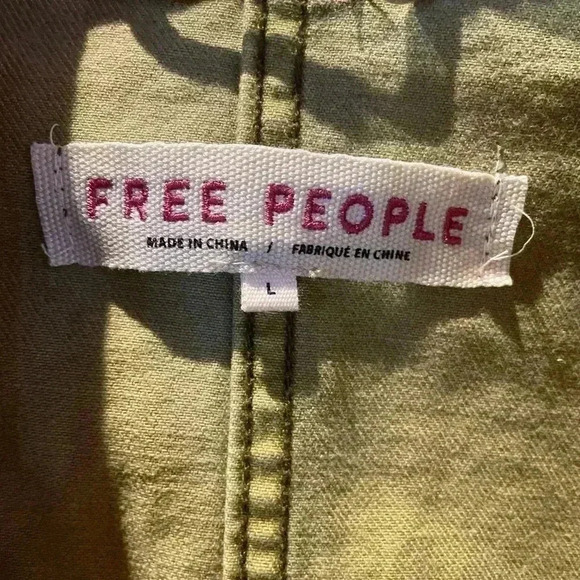 FREE PEOPLE
MADE IN CHINA / FABRIQUÉ EN CHINE
L